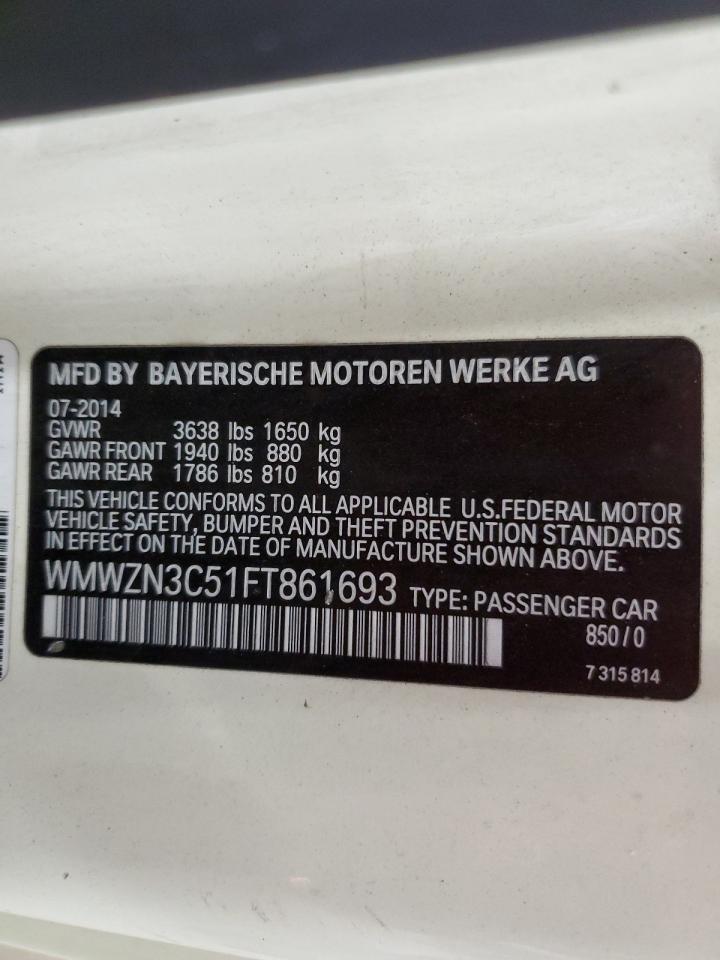 MFD BY BAYERISCHE MOTOREN WERKE AG
07-2014
GVWR 3638 lbs 1650 kg
GAWR FRONT 1940 lbs 880 kg
GAWR REAR 1786 lbs 810 kg
THIS VEHICLE CONFORMS TO ALL APPLICABLE U.S.FEDERAL MOTOR
VEHICLE SAFETY, BUMPER AND THEFT PREVENTION STANDARDS
IN EFFECT ON THE DATE OF MANUFACTURE SHOWN ABOVE.
WMWZN3C51FT861693 TYPE: PASSENGER CAR
850/0
7 315 814